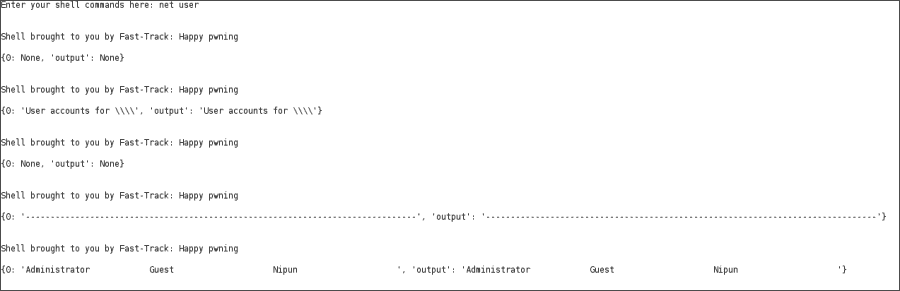 Enter your shell commands here: net user
Shell brought to you by Fast-Track: Happy pwning
{0: None, 'output': None}
Shell brought to you by Fast-Track: Happy pwning
{0: 'User accounts for \\\\', 'output': 'User accounts for \\\\'}
Shell brought to you by Fast-Track: Happy pwning
{0: None, 'output': None}
Shell brought to you by Fast-Track: Happy pwning
{0: '-------------------------------------------------------------------------------', 'output': '-------------------------------------------------------------------------------'}
Shell brought to you by Fast-Track: Happy pwning
{0: 'Administrator            Guest                    Nipun                    ', 'output': 'Administrator            Guest                    Nipun                    '}